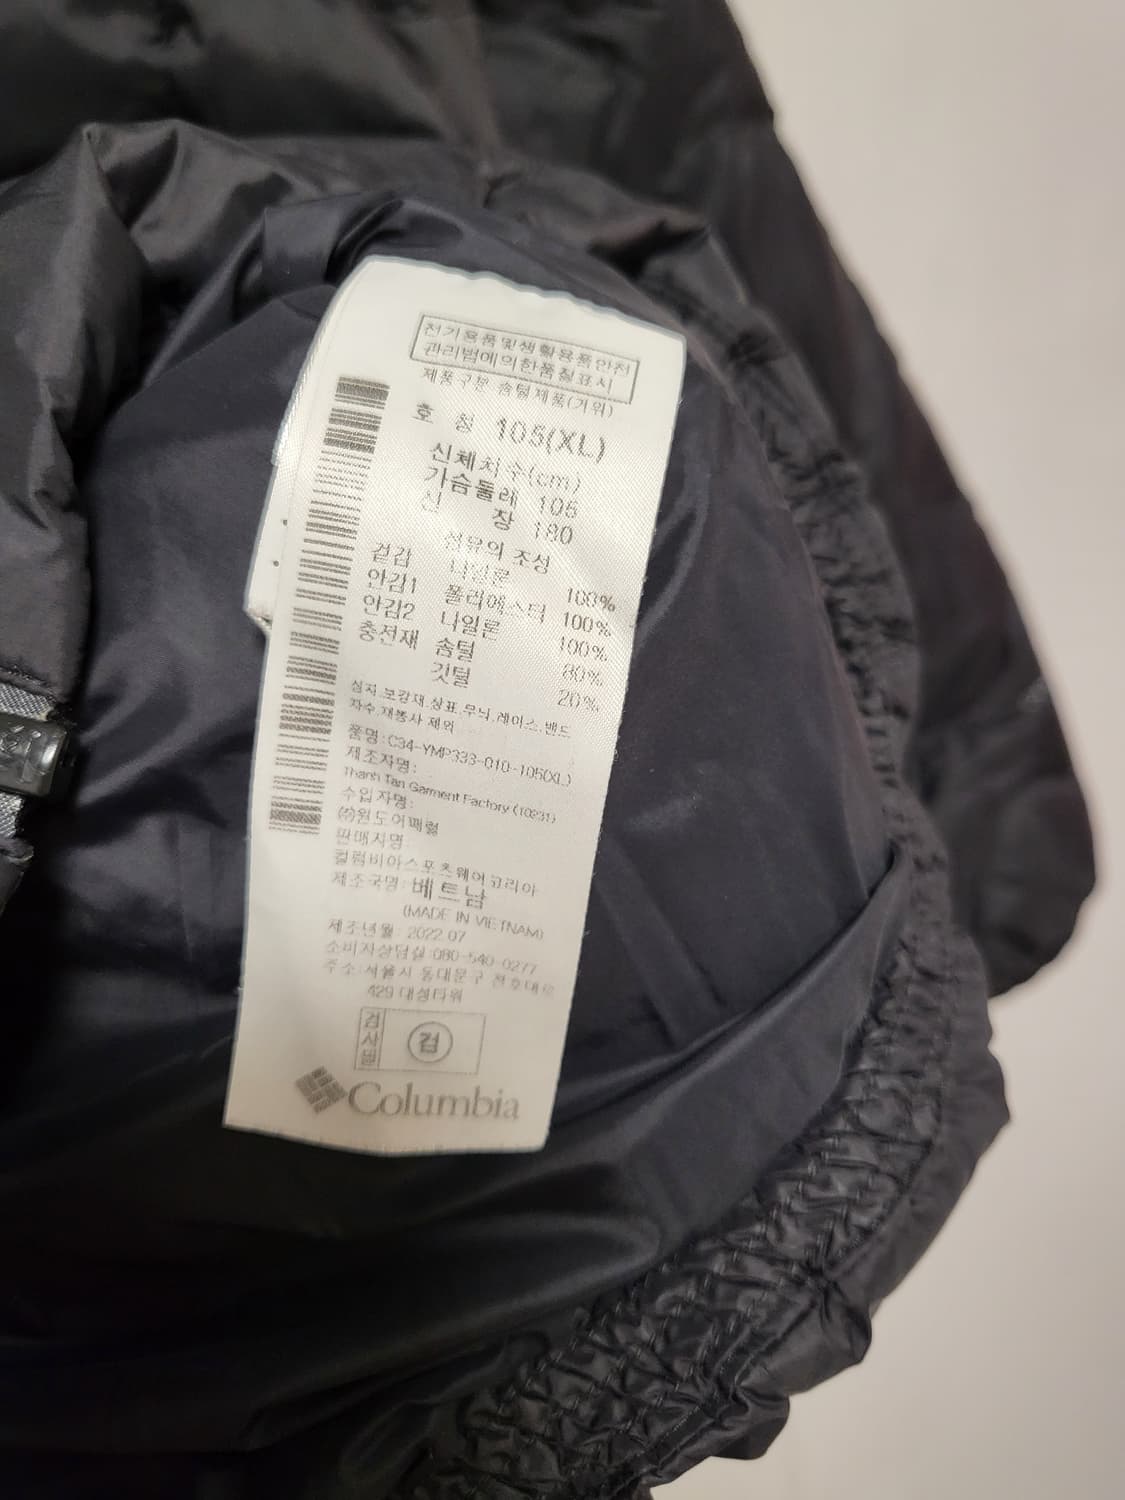 전기용품및생활용품안전
관리법에의한품질표시
제품구분 솜털제품(거위)
호 칭 105(XL)
신체치수(cm)
가슴둘레 105
신 장 180
섬유의 조성
겉감 나일론 100%
안감1 폴리에스터 100%
안감2 나일론 100%
충전재 솜털 80%
깃털 20%
심지.보강재.상표.무늬.레이스.밴드
자수.재봉사 제외
품명:C34-YMP333-010-105(XL)
제조자명:
Thanh Tan Garment Factory (10231)
수입자명:
(주)윌도어패럴
판매자명:
컬럼비아스포츠웨어코리아
제조국명:베트남
(MADE IN VIETNAM)
제조년월: 2022.07
소비자상담실:080-540-0277
주소:서울시 동대문구 천호대로
429 대성타워
검사필
검
Columbia